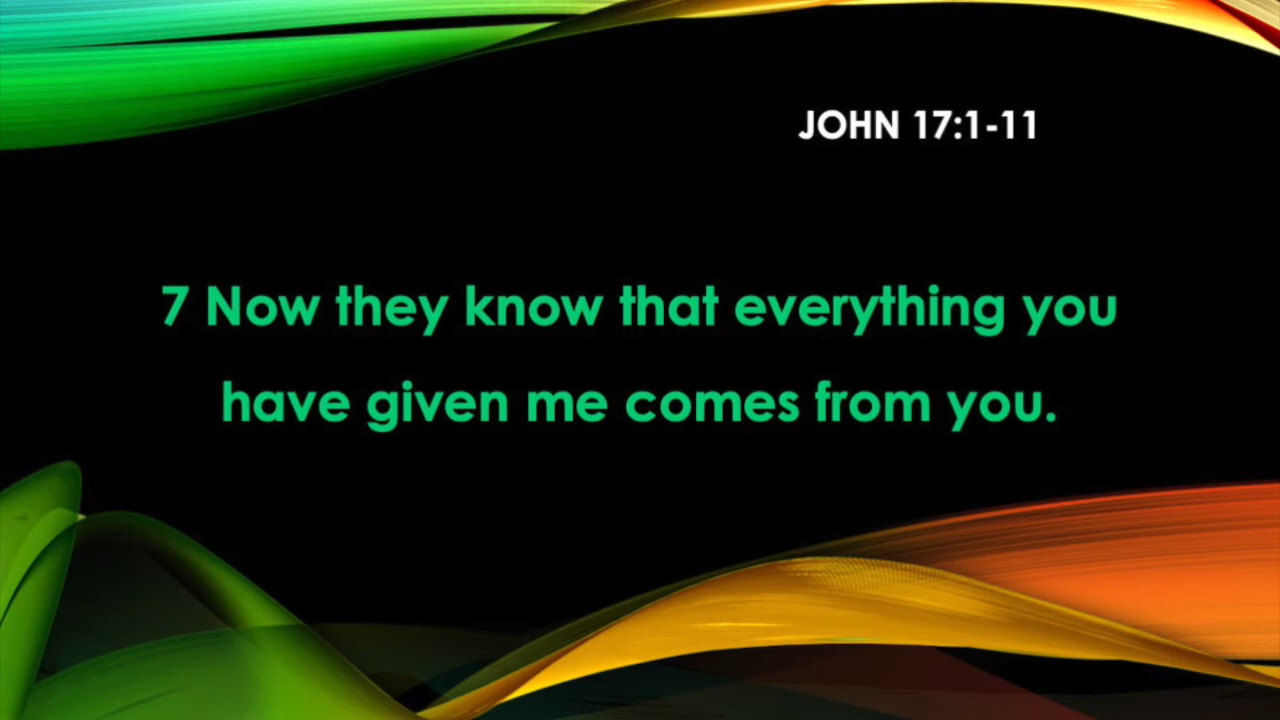 JOHN 17:1-11
7 Now they know that everything you
have given me comes from you.